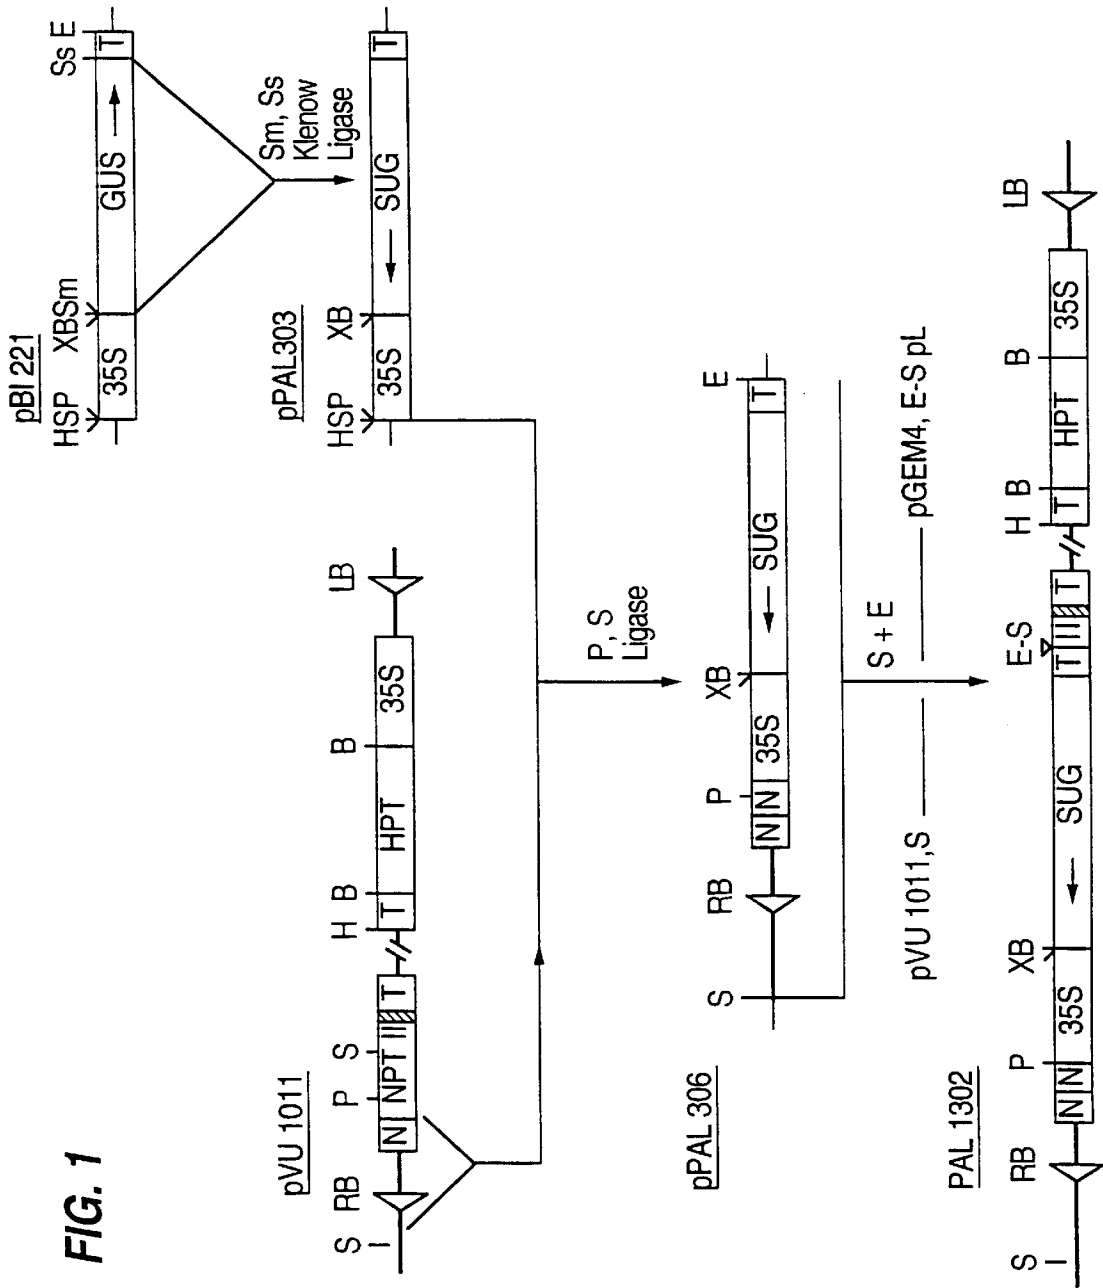 FIG. 1
pBI 221
HSP XBSm Ss E
35S GUS T
Sm, Ss
Klenow
Ligase
pPAL303
HSP XB
35S SUG T
pVU 1011
S RB P S H B B LB
N NPT II T T HPT 35S
P, S
Ligase
pPAL 306
S RB P XB E
N N 35S SUG T
S + E
pVU 1011,S pGEM4, E-S pL
PAL 1302
S RB P XB E-S H B B LB
N N 35S SUG T II T T HPT 35S